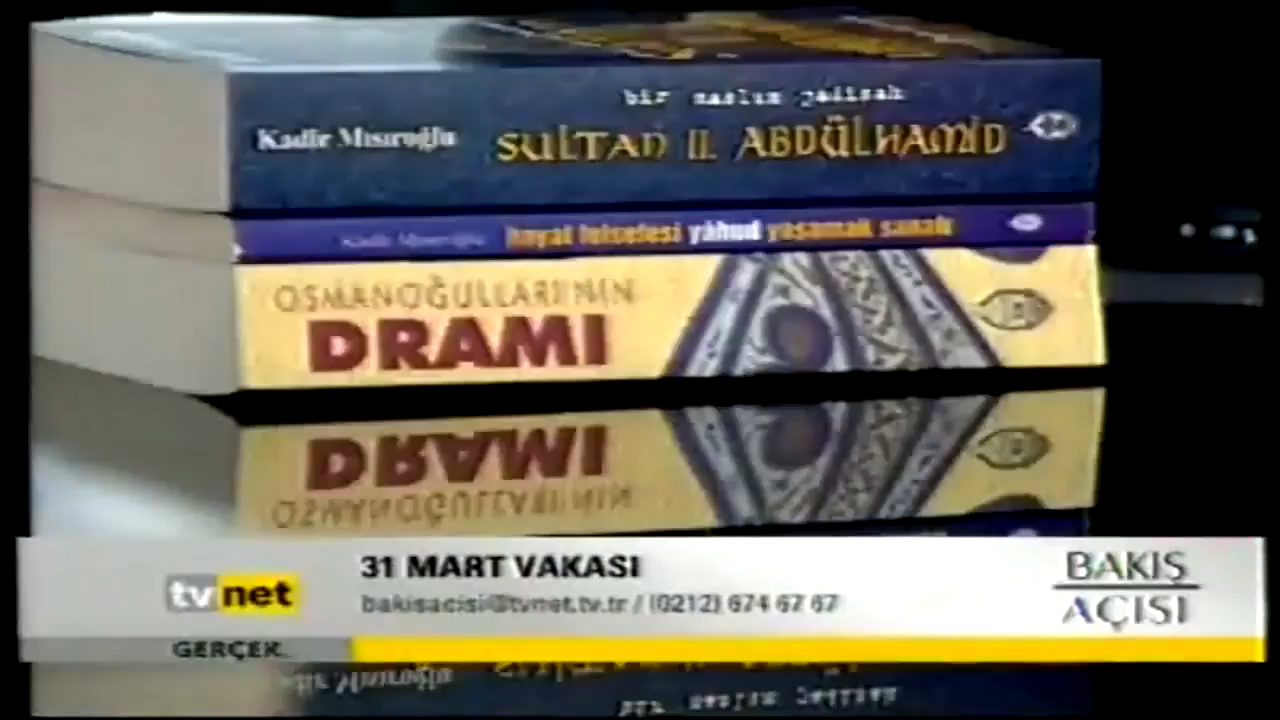 bir mazlum padişah
Kadir Mısıroğlu SULTAN II. ABDÜLHAMİD
Kadir Mısıroğlu hayat felsefesi yâhud yaşamak sanatı
OSMANOĞULLARI'NIN
DRAMI
31 MART VAKASI
tvnet
bakisacisi@tvnet.tv.tr / (0212) 674 67 67
BAKIŞ
AÇISI
GERÇEK..